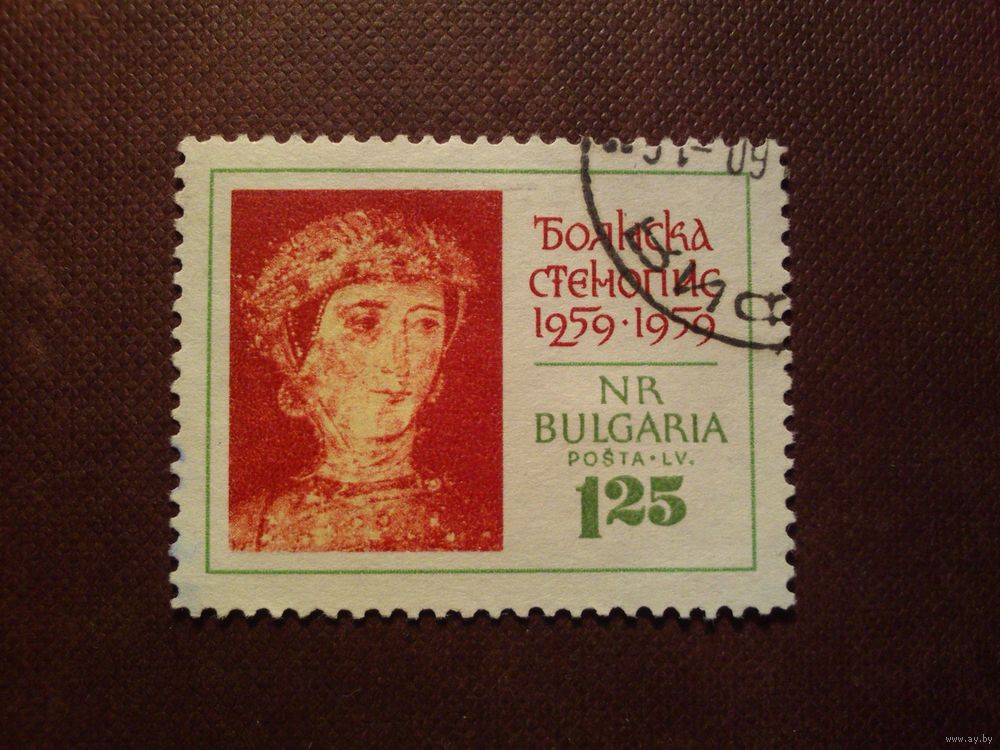 Боянска
стенопис
1259·1959
NR
BULGARIA
POŠTA·LV.
1 25
www.ay.by